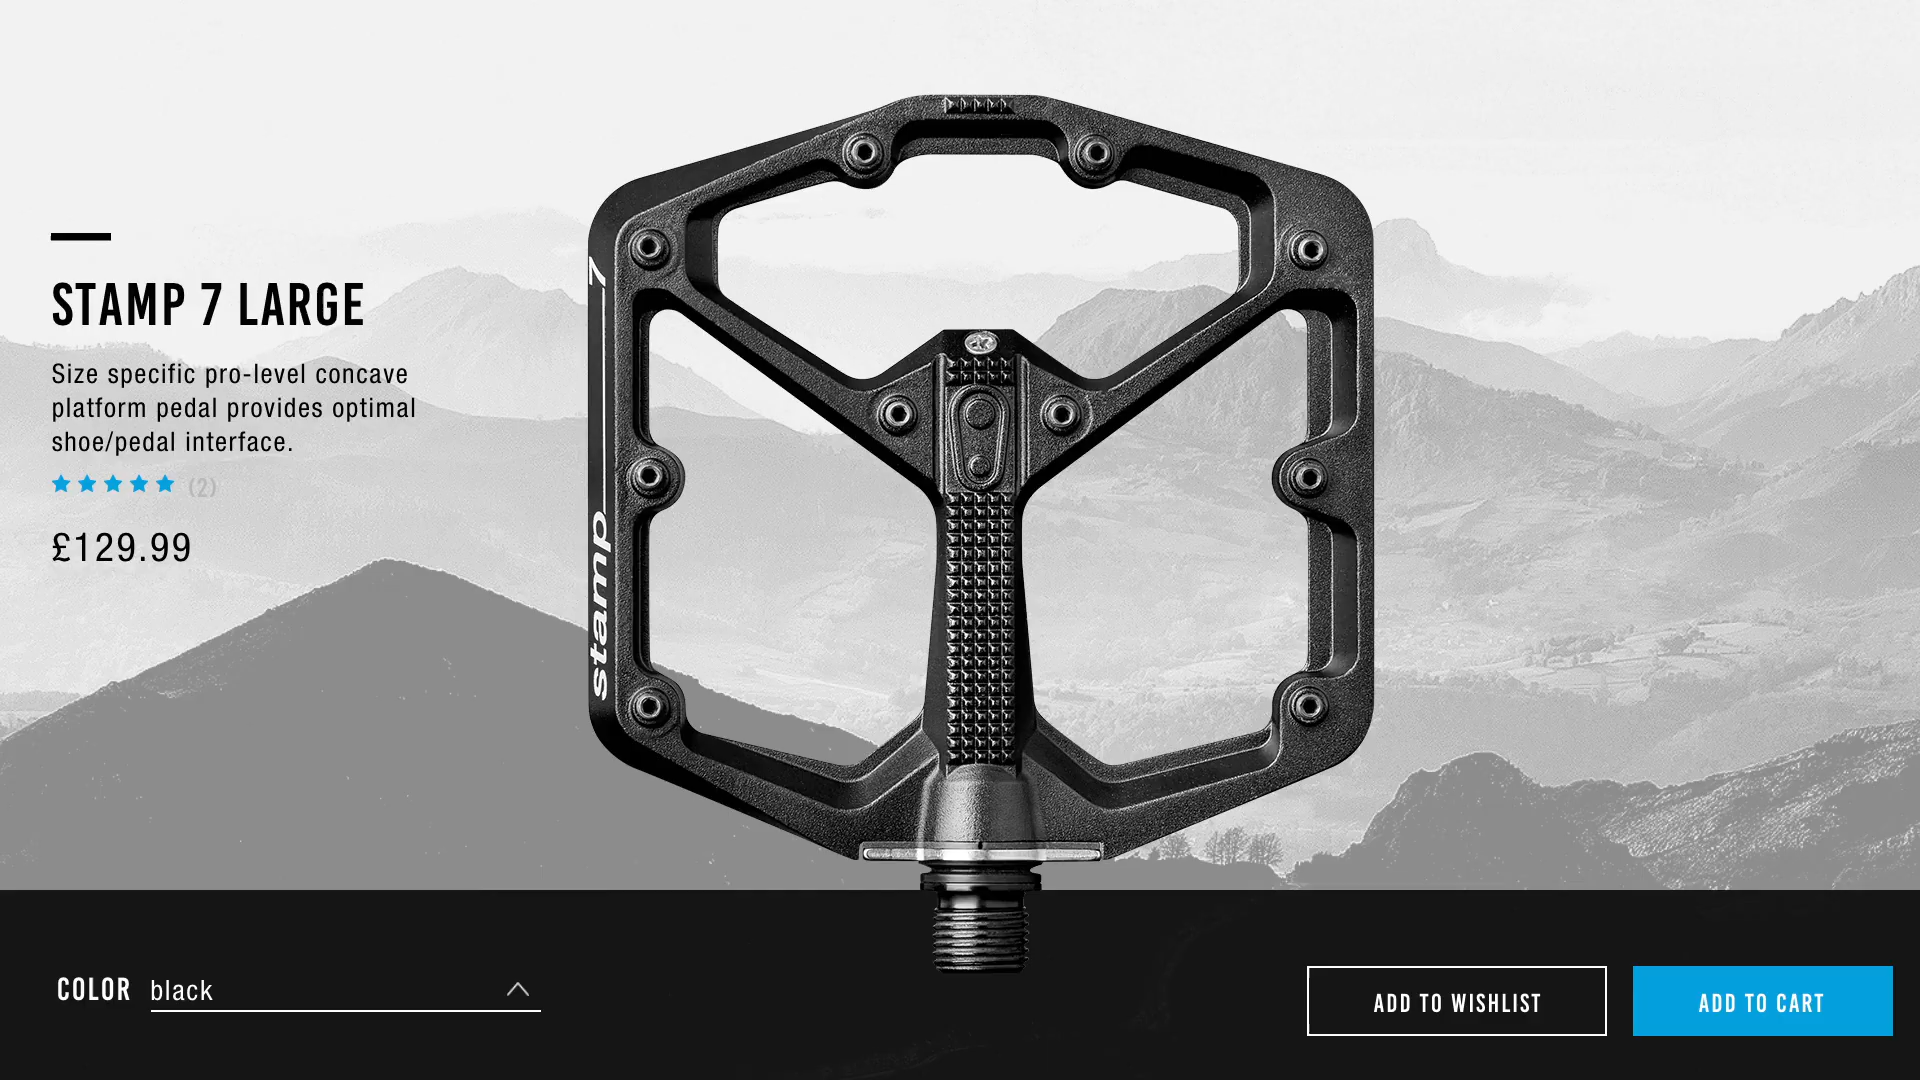 STAMP 7 LARGE
Size specific pro-level concave
platform pedal provides optimal
shoe/pedal interface.
(2)
£129.99
stamp 7
COLOR black
ADD TO WISHLIST
ADD TO CART